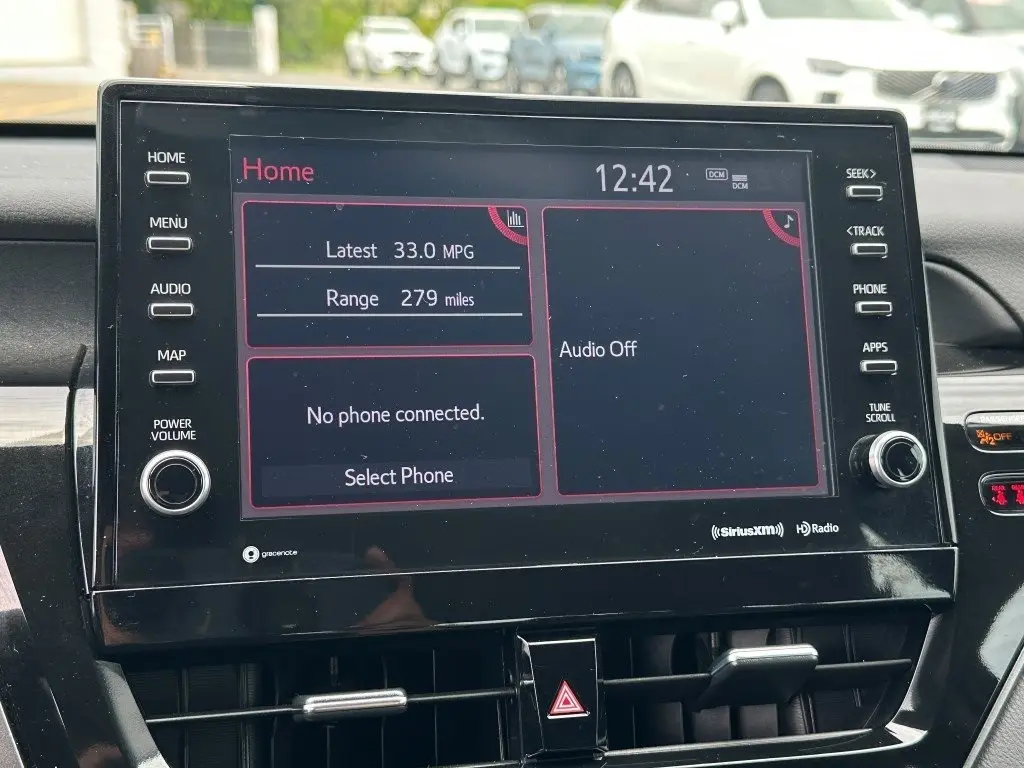 HOME
MENU
AUDIO
MAP
POWER
VOLUME
Home
12:42
DCM
DCM
Latest 33.0 MPG
Range 279 miles
No phone connected.
Select Phone
Audio Off
SEEK>
<TRACK
PHONE
APPS
TUNE
SCROLL
gracenote
((SiriusXM))
HD Radio
OFF